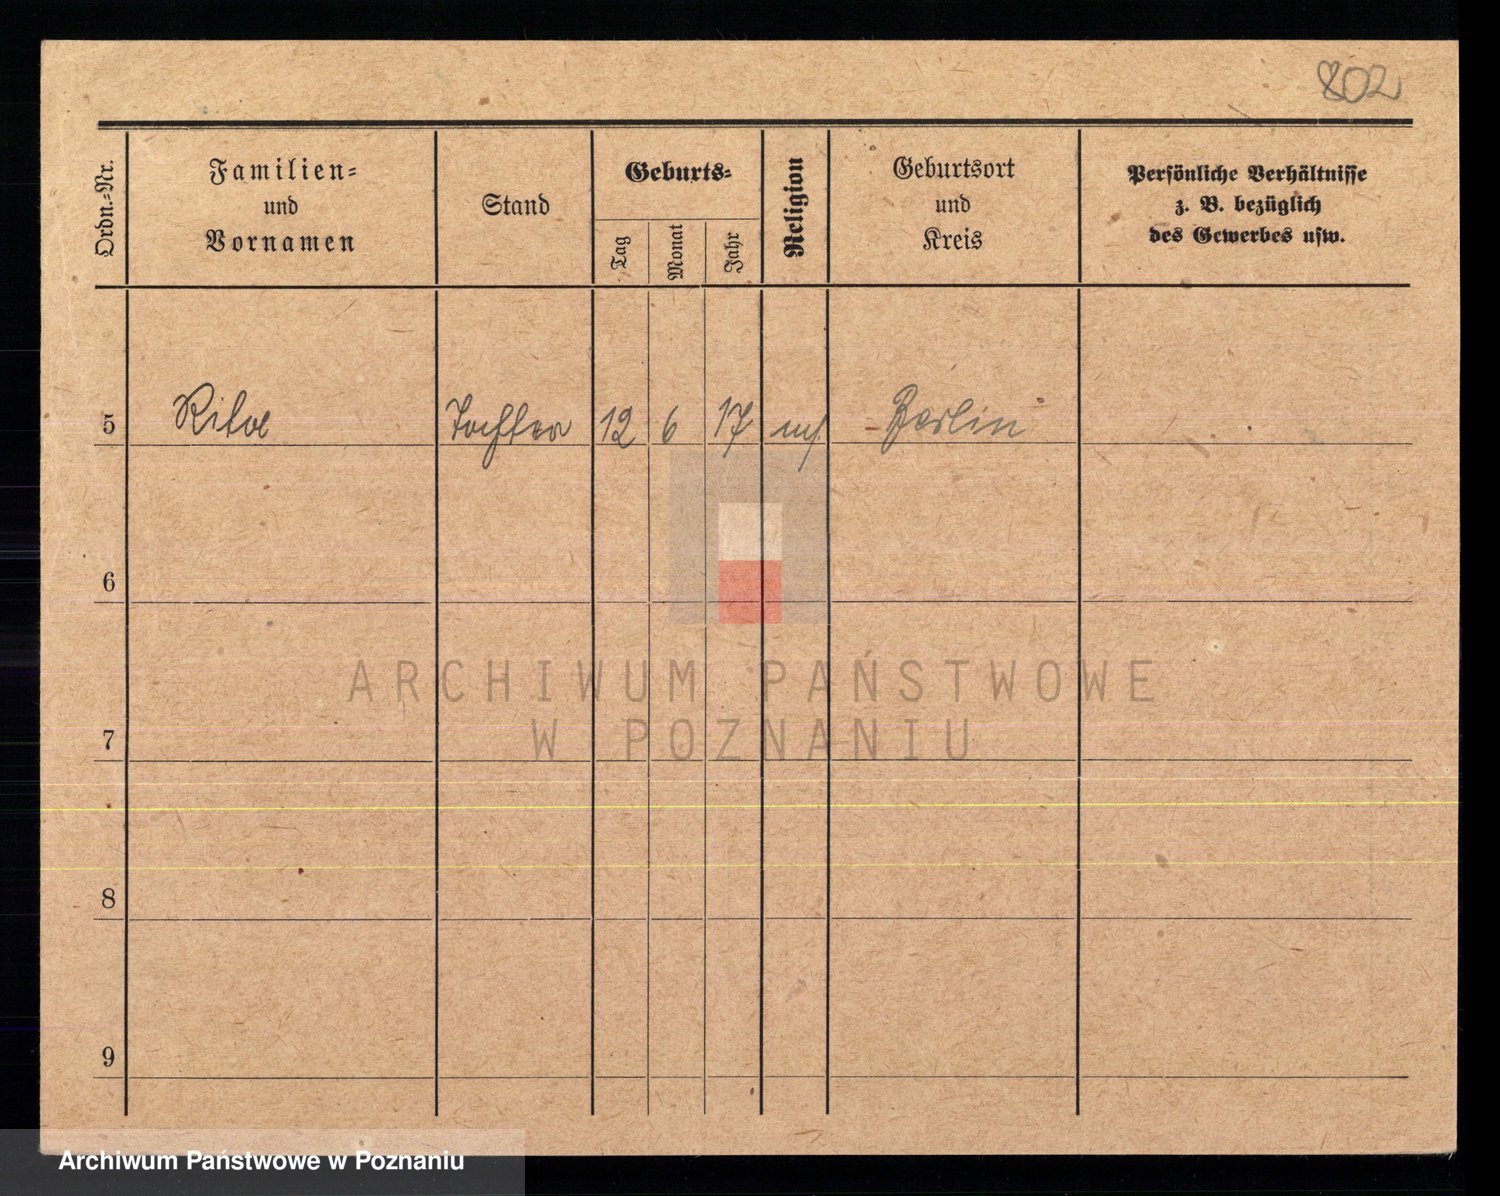 802
Ordn.-Nr.
Familien-
und
Vornamen
Stand
Geburts-
Tag
Monat
Jahr
Religion
Geburtsort
und
Kreis
Persönliche Verhältnisse
z. B. bezüglich
des Gewerbes usw.
5 Rita Tochter 12 6 17 Berlin
6
7
8
9
ARCHIWUM PAŃSTWOWE
W POZNANIU
Archiwum Państwowe w Poznaniu